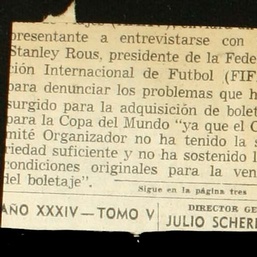 presentante a entrevistarse con
Stanley Rous, presidente de la Fede
ción Internacional de Futbol (FIF
para denunciar los problemas que h
surgido para la adquisición de bolet
para la Copa del Mundo "ya que el C
mité Organizador no ha tenido la s
riedad suficiente y no ha sostenido l
condiciones originales para la ven
del boletaje".
Sigue en la página tres
AÑO XXXIV — TOMO V
DIRECTOR GE
JULIO SCHER